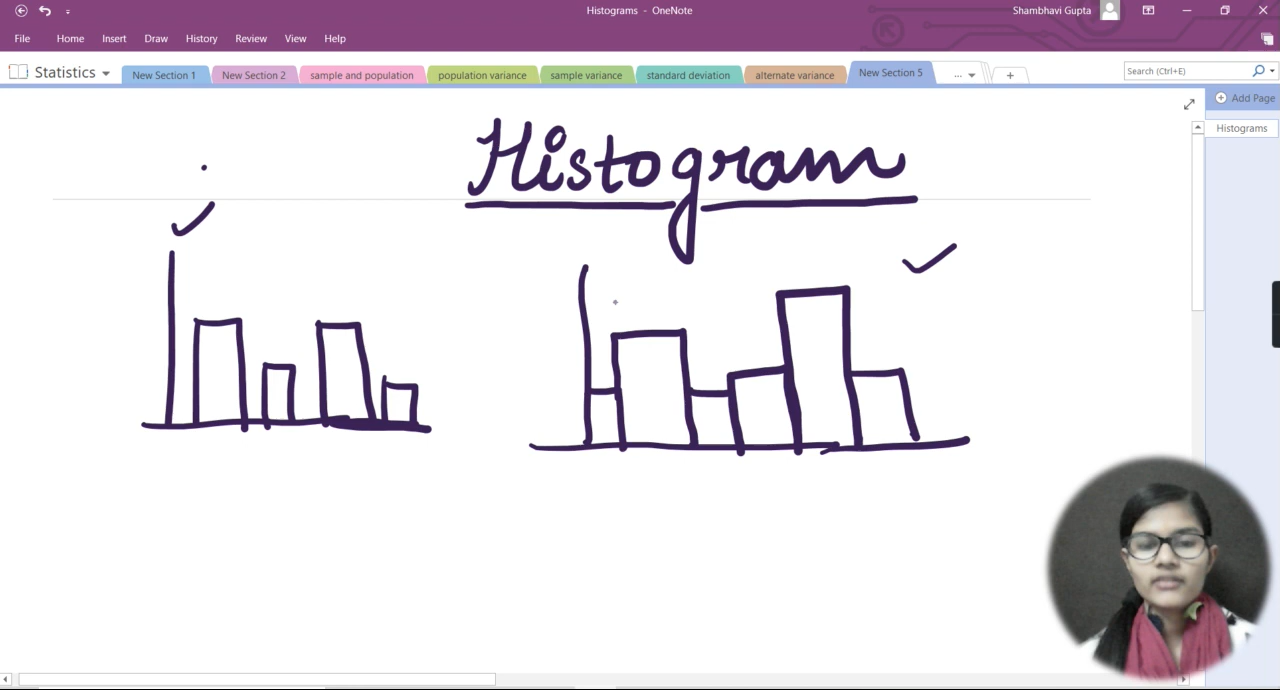 Histograms - OneNote
Shambhavi Gupta
File Home Insert Draw History Review View Help
Statistics New Section 1 New Section 2 sample and population population variance sample variance standard deviation alternate variance New Section 5 ... + Search (Ctrl+E)
Add Page
Histograms
Histogram